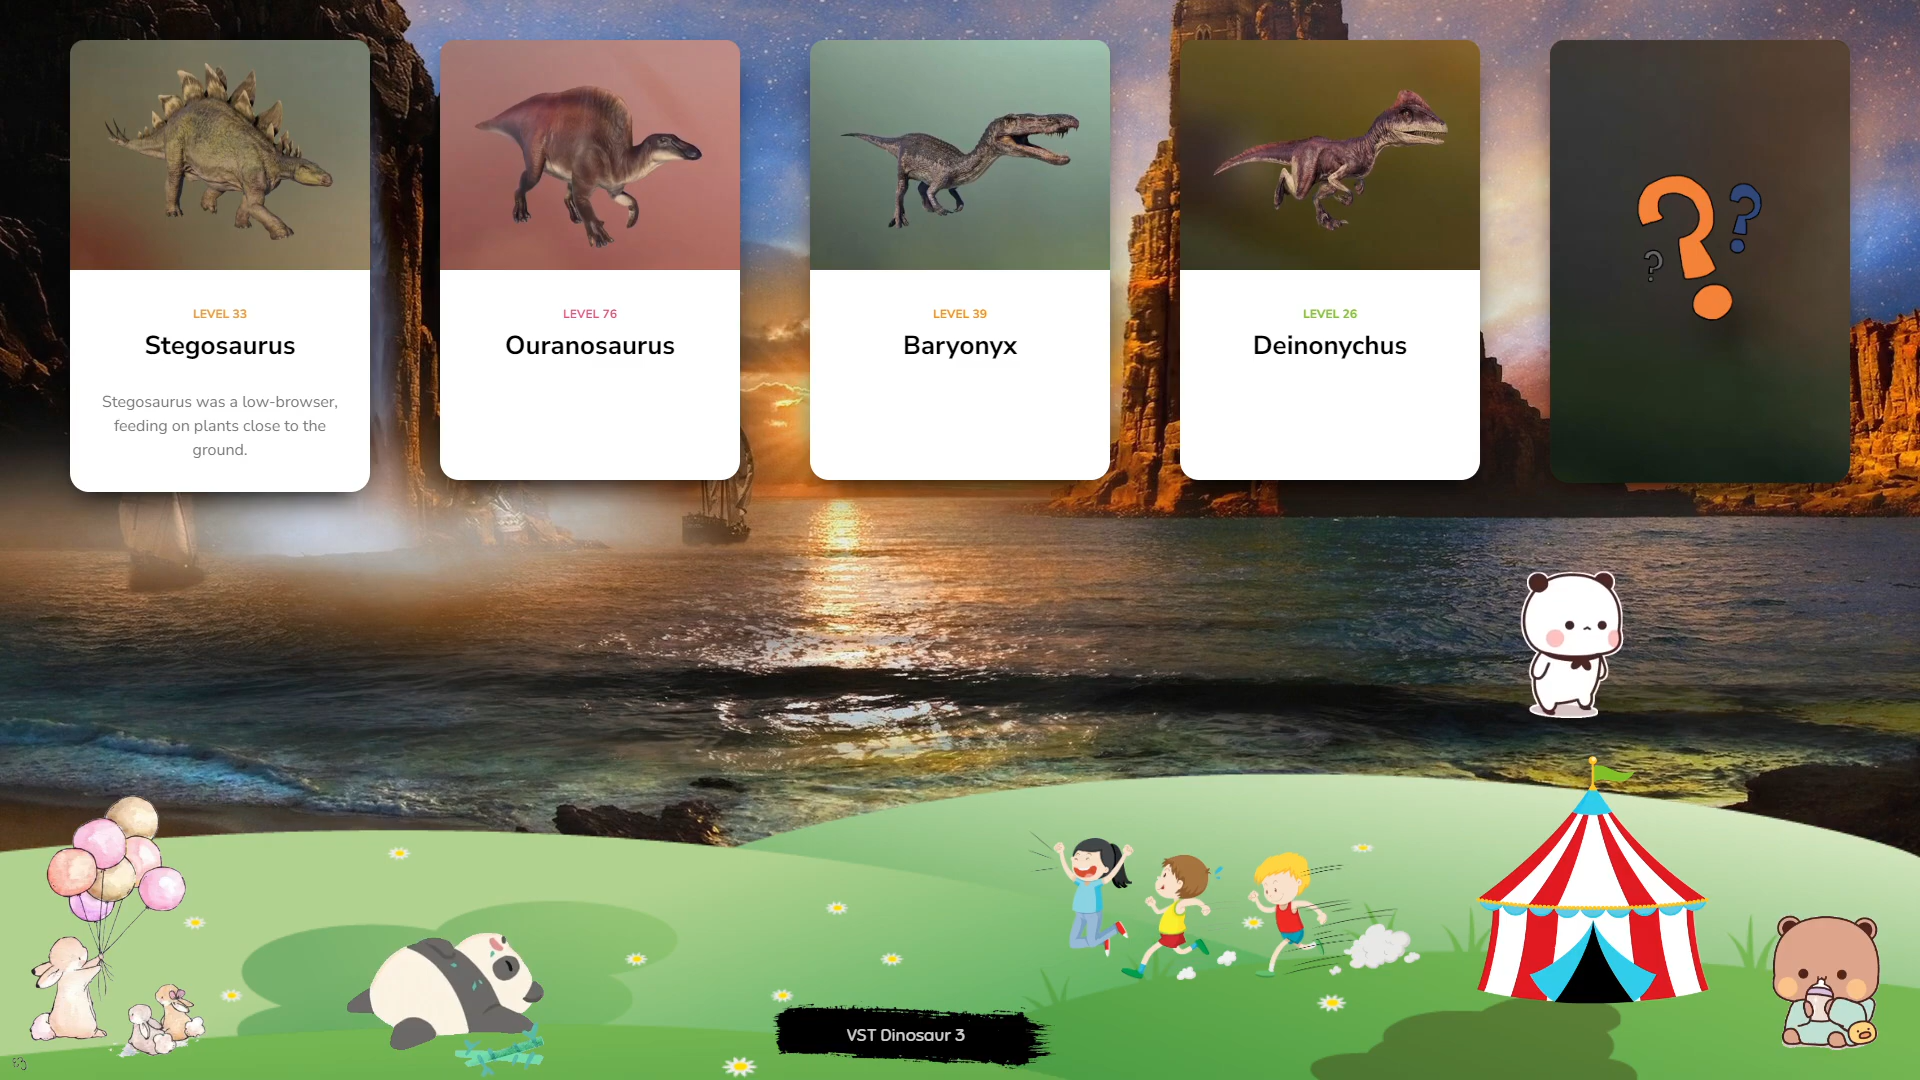 LEVEL 33
Stegosaurus
Stegosaurus was a low-browser,
feeding on plants close to the
ground.
LEVEL 76
Ouranosaurus
LEVEL 39
Baryonyx
LEVEL 26
Deinonychus
? ? ?
VST Dinosaur 3